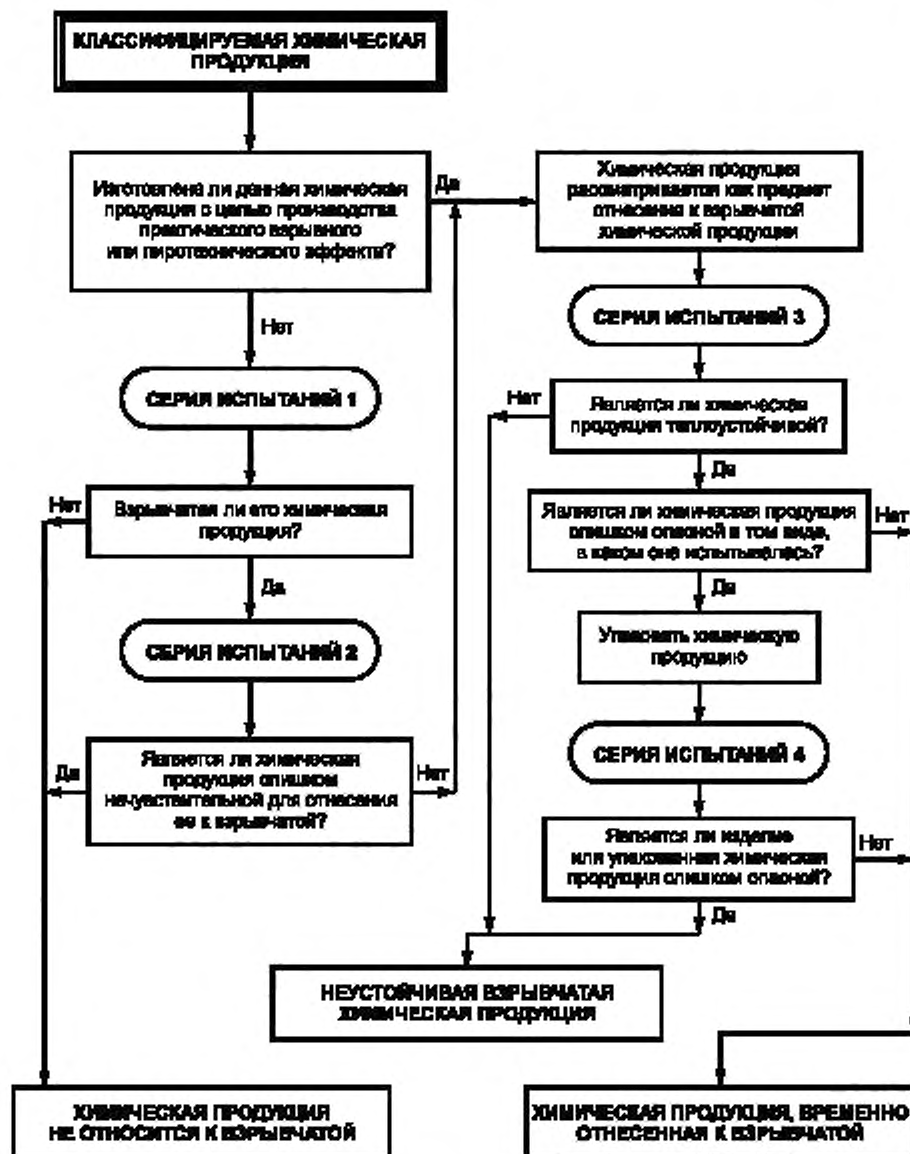 КЛАССИФИЦИРУЕМАЯ ХИМИЧЕСКАЯ
ПРОДУКЦИЯ
Изготовлена ли данная химическая
продукция с целью производства
практического взрывного
или пиротехнического эффекта?
Да
Нет
СЕРИЯ ИСПЫТАНИЙ 1
Нет
Взрывчатая ли это химическая
продукция?
Да
СЕРИЯ ИСПЫТАНИЙ 2
Да
Является ли химическая
продукция слишком
нечувствительной для отнесения
ее к взрывчатой?
Нет
Химическая продукция
рассматривается как предмет
отнесения к взрывчатой
химической продукции
СЕРИЯ ИСПЫТАНИЙ 3
Нет
Является ли химическая
продукция теплоустойчивой?
Да
Является ли химическая продукция
слишком опасной в том виде,
в каком она испытывалась?
Нет
Да
Упаковать химическую
продукцию
СЕРИЯ ИСПЫТАНИЙ 4
Является ли изделие
или упакованная химическая
продукция слишком опасной?
Нет
Да
НЕУСТОЙЧИВАЯ ВЗРЫВЧАТАЯ
ХИМИЧЕСКАЯ ПРОДУКЦИЯ
ХИМИЧЕСКАЯ ПРОДУКЦИЯ
НЕ ОТНОСИТСЯ К ВЗРЫВЧАТОЙ
ХИМИЧЕСКАЯ ПРОДУКЦИЯ, ВРЕМЕННО
ОТНЕСЕННАЯ К ВЗРЫВЧАТОЙ